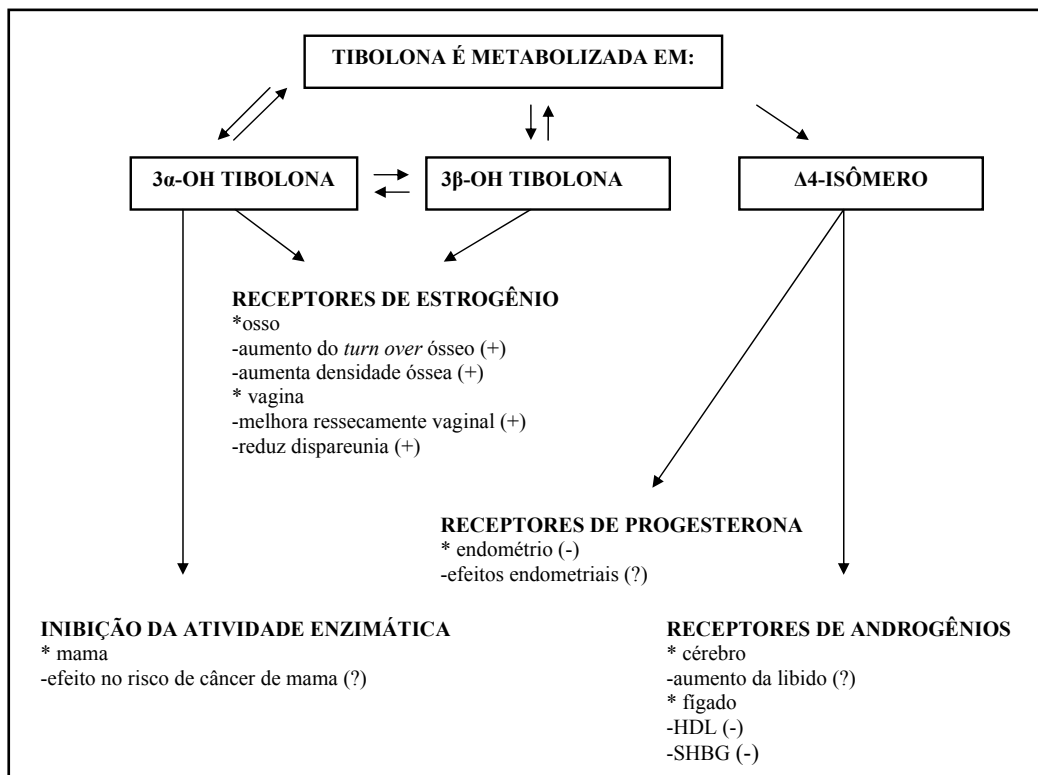 TIBOLONA É METABOLIZADA EM:
3α-OH TIBOLONA
3β-OH TIBOLONA
Δ4-ISÔMERO
RECEPTORES DE ESTROGÊNIO
*osso
-aumento do turn over ósseo (+)
-aumenta densidade óssea (+)
* vagina
-melhora ressecamente vaginal (+)
-reduz dispareunia (+)
RECEPTORES DE PROGESTERONA
* endométrio (-)
-efeitos endometriais (?)
INIBIÇÃO DA ATIVIDADE ENZIMÁTICA
* mama
-efeito no risco de câncer de mama (?)
RECEPTORES DE ANDROGÊNIOS
* cérebro
-aumento da libido (?)
* fígado
-HDL (-)
-SHBG (-)